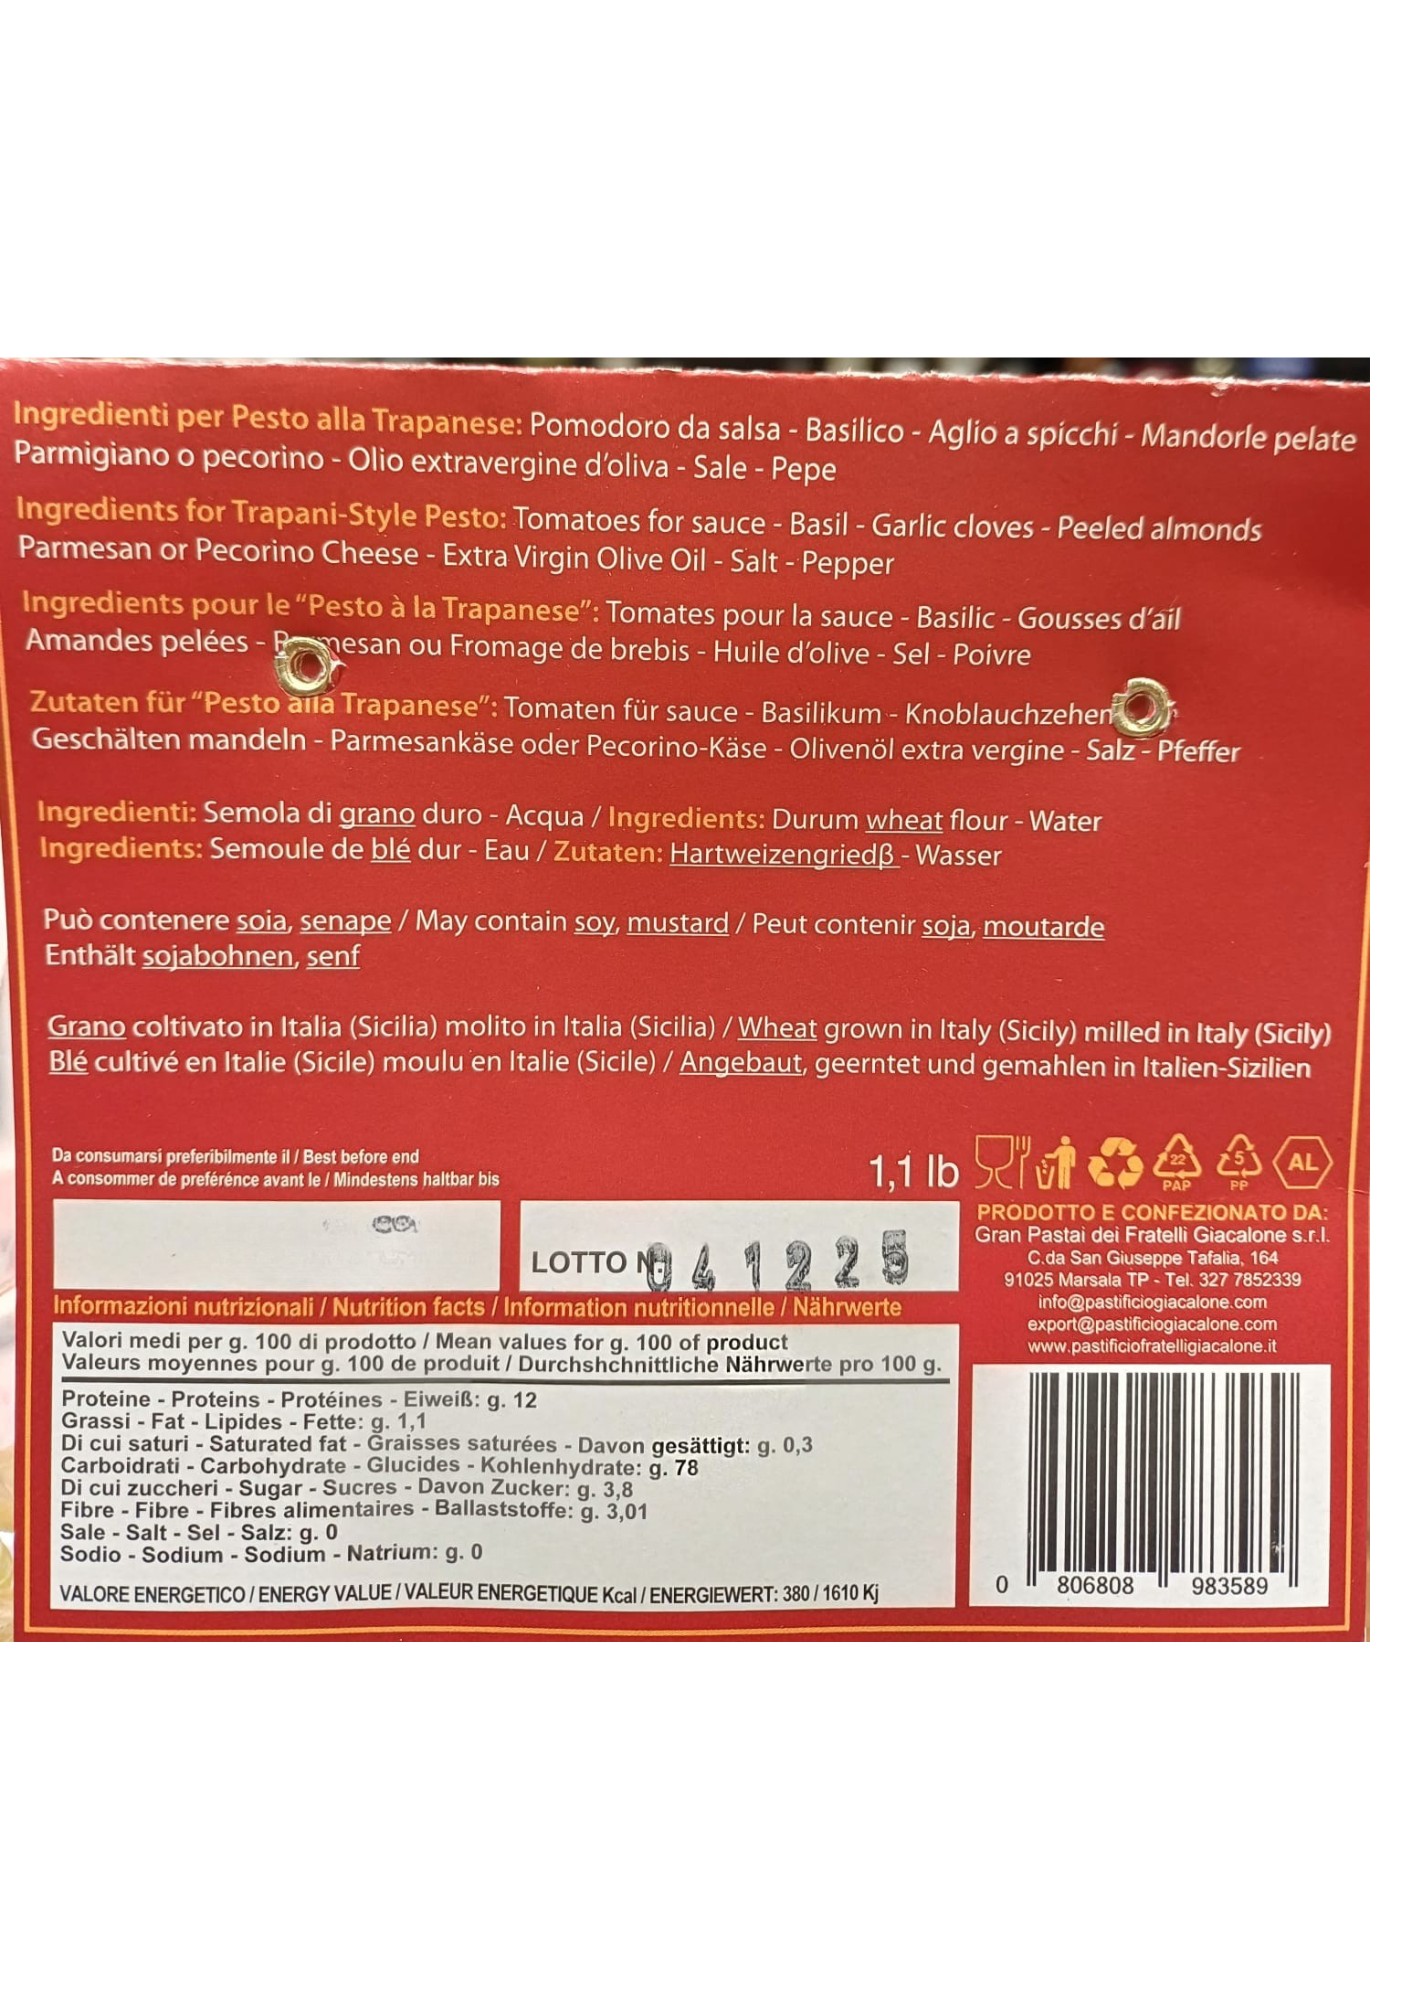 Ingredienti per Pesto alla Trapanese: Pomodoro da salsa - Basilico - Aglio a spicchi - Mandorle pelate
Parmigiano o pecorino - Olio extravergine d’oliva - Sale - Pepe
Ingredients for Trapani-Style Pesto: Tomatoes for sauce - Basil - Garlic cloves - Peeled almonds
Parmesan or Pecorino Cheese - Extra Virgin Olive Oil - Salt - Pepper
Ingredients pour le “Pesto à la Trapanese”: Tomates pour la sauce - Basilic - Gousses d’ail
Amandes pelées - Parmesan ou Fromage de brebis - Huile d’olive - Sel - Poivre
Zutaten für “Pesto alla Trapanese”: Tomaten für sauce - Basilikum - Knoblauchzehen
Geschälten mandeln - Parmesankäse oder Pecorino-Käse - Olivenöl extra vergine - Salz - Pfeffer
Ingredienti: Semola di grano duro - Acqua / Ingredients: Durum wheat flour - Water
Ingredients: Semoule de blé dur - Eau / Zutaten: Hartweizengriedβ - Wasser
Può contenere soia, senape / May contain soy, mustard / Peut contenir soja, moutarde
Enthält sojabohnen, senf
Grano coltivato in Italia (Sicilia) molito in Italia (Sicilia) / Wheat grown in Italy (Sicily) milled in Italy (Sicily)
Blé cultivé en Italie (Sicile) moulu en Italie (Sicile) / Angebaut, geerntet und gemahlen in Italien-Sizilien
Da consumarsi preferibilmente il / Best before end
A consommer de preférénce avant le / Mindestens haltbar bis
1,1 lb
22
PAP
5
PP
AL
LOTTO N. 041225
PRODOTTO E CONFEZIONATO DA:
Gran Pastai dei Fratelli Giacalone s.r.l.
C.da San Giuseppe Tafalia, 164
91025 Marsala TP - Tel. 327 7852339
info@pastificiogiacalone.com
export@pastificiogiacalone.com
www.pastificiofratelligiacalone.it
Informazioni nutrizionali / Nutrition facts / Information nutritionnelle / Nährwerte
Valori medi per g. 100 di prodotto / Mean values for g. 100 of product
Valeurs moyennes pour g. 100 de produit / Durchshchnittliche Nährwerte pro 100 g.
Proteine - Proteins - Protéines - Eiweiß: g. 12
Grassi - Fat - Lipides - Fette: g. 1,1
Di cui saturi - Saturated fat - Graisses saturées - Davon gesättigt: g. 0,3
Carboidrati - Carbohydrate - Glucides - Kohlenhydrate: g. 78
Di cui zuccheri - Sugar - Sucres - Davon Zucker: g. 3,8
Fibre - Fibre - Fibres alimentaires - Ballaststoffe: g. 3,01
Sale - Salt - Sel - Salz: g. 0
Sodio - Sodium - Sodium - Natrium: g. 0
VALORE ENERGETICO / ENERGY VALUE / VALEUR ENERGETIQUE Kcal / ENERGIEWERT: 380 / 1610 Kj
0 806808 983589